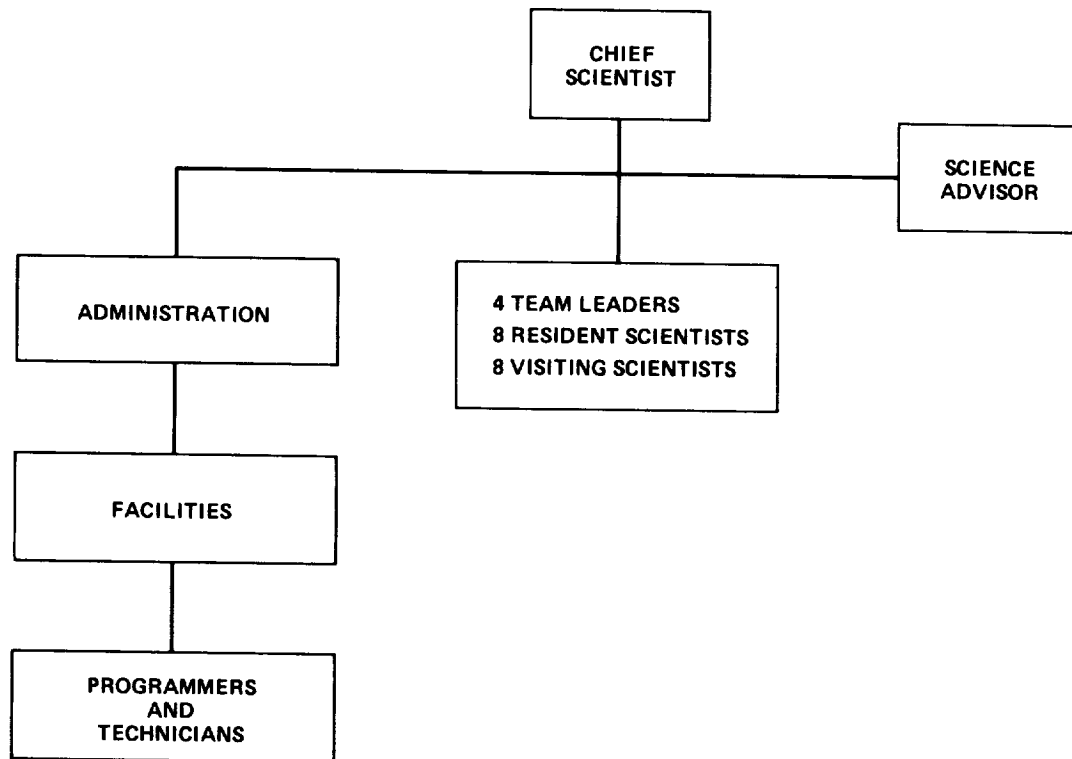 CHIEF
SCIENTIST
SCIENCE
ADVISOR
ADMINISTRATION
4 TEAM LEADERS
8 RESIDENT SCIENTISTS
8 VISITING SCIENTISTS
FACILITIES
PROGRAMMERS
AND
TECHNICIANS